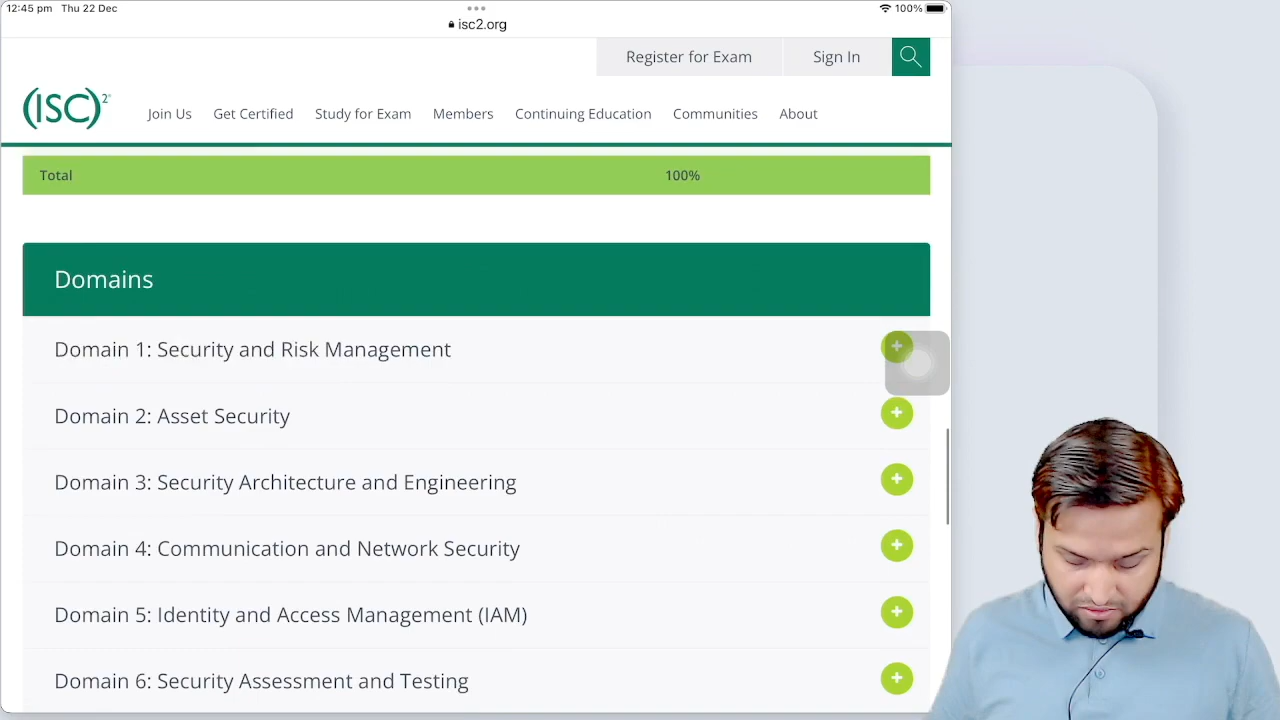 12:45 pm Thu 22 Dec
100%
isc2.org
Register for Exam
Sign In
(ISC)²®
Join Us
Get Certified
Study for Exam
Members
Continuing Education
Communities
About
Total 100%
Domains
Domain 1: Security and Risk Management
Domain 2: Asset Security
Domain 3: Security Architecture and Engineering
Domain 4: Communication and Network Security
Domain 5: Identity and Access Management (IAM)
Domain 6: Security Assessment and Testing